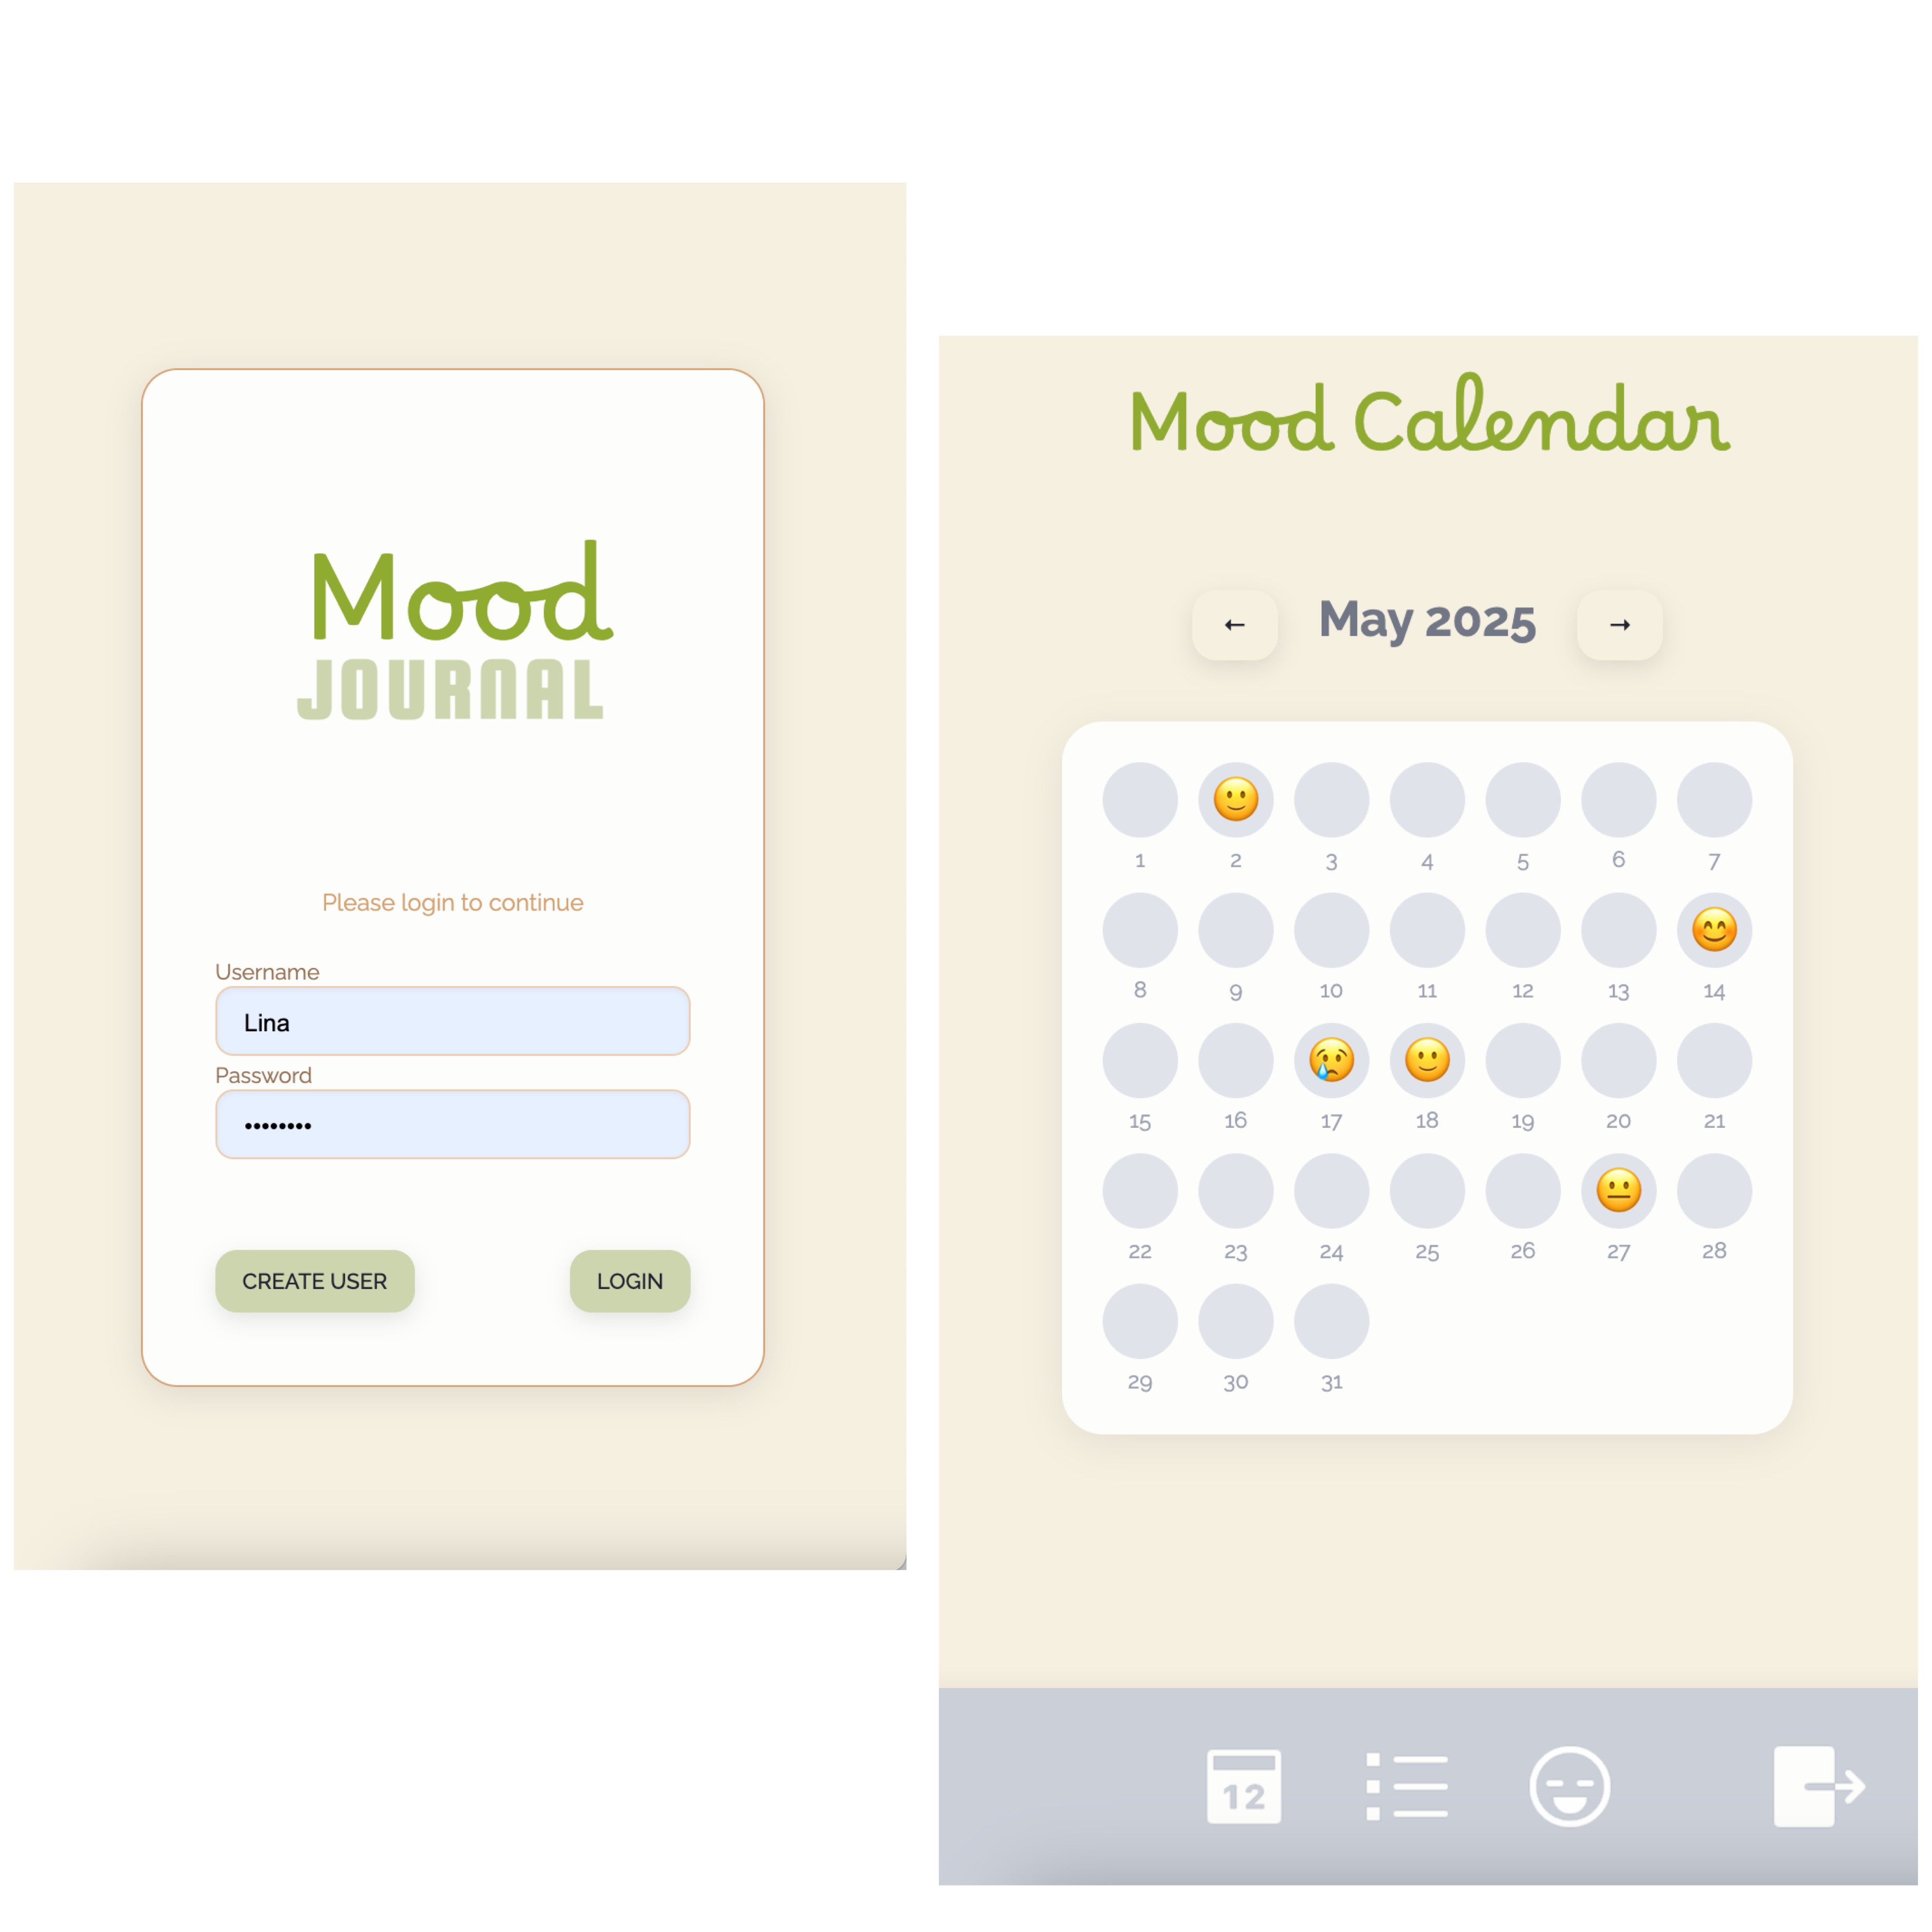 Mood
JOURNAL
Please login to continue
Username
Lina
Password
••••••••
CREATE USER LOGIN
Mood Calendar
← May 2025 →
1 2 3 4 5 6 7
8 9 10 11 12 13 14
15 16 17 18 19 20 21
22 23 24 25 26 27 28
29 30 31
12